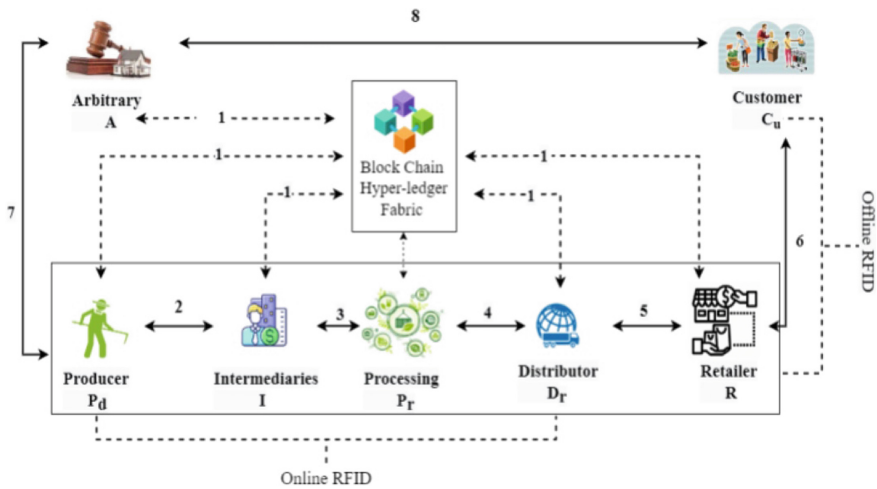 8
Arbitrary
A
Customer
Cu
1
1
1
1
1
Block Chain
Hyper-ledger
Fabric
Offline RFID
7
6
2
3
4
5
Producer
Pd
Intermediaries
I
Processing
Pr
Distributor
Dr
Retailer
R
Online RFID